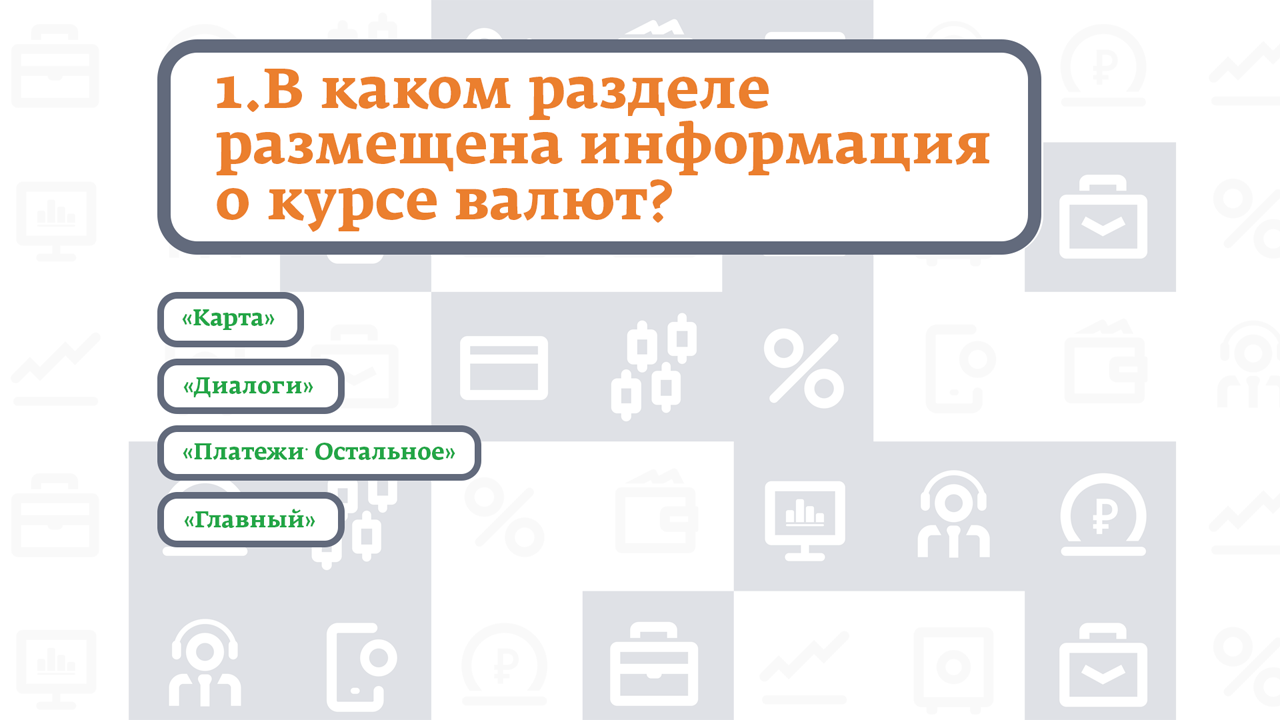 1.В каком разделе
размещена информация
о курсе валют?
«Карта»
«Диалоги»
«Платежи· Остальное»
«Главный»